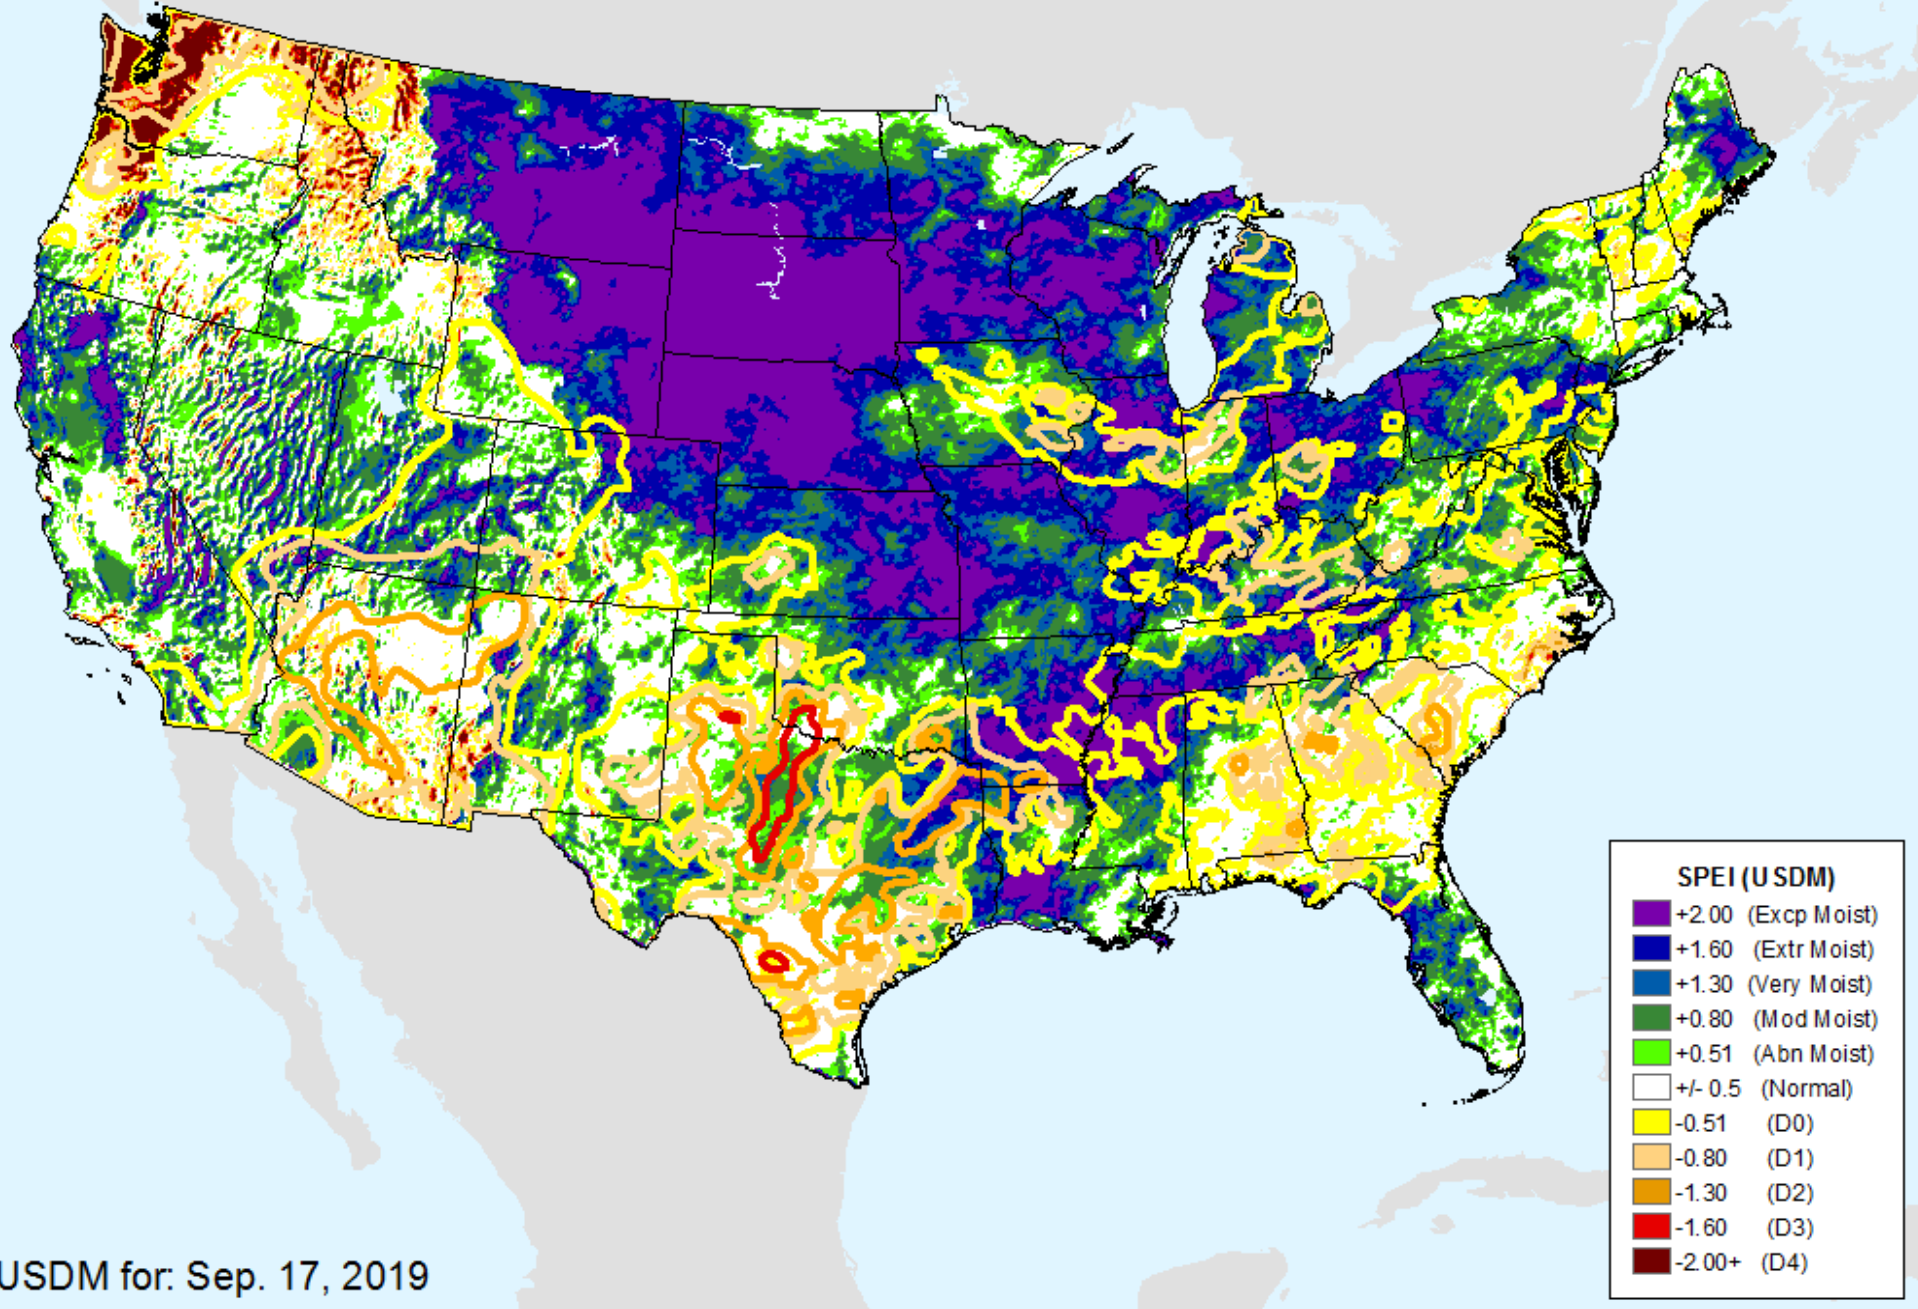 SPEI (USDM)
+2.00 (Excp Moist)
+1.60 (Extr Moist)
+1.30 (Very Moist)
+0.80 (Mod Moist)
+0.51 (Abn Moist)
+/- 0.5 (Normal)
-0.51 (D0)
-0.80 (D1)
-1.30 (D2)
-1.60 (D3)
-2.00+ (D4)
USDM for: Sep. 17, 2019